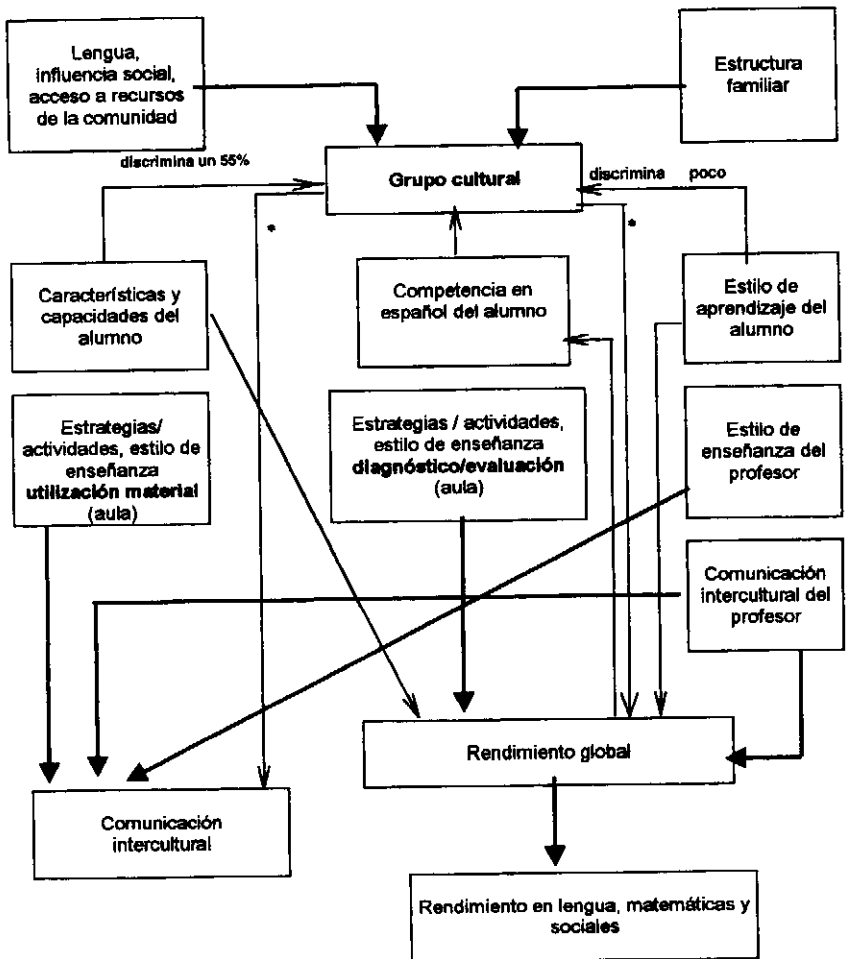 Lengua,
influencia social,
acceso a recursos
de la comunidad
Estructura
familiar
discrimina un 55%
Grupo cultural
discrimina poco
*
*
Características y
capacidades del
alumno
Competencia en
español del alumno
Estilo de
aprendizaje del
alumno
Estrategias/
actividades, estilo de
enseñanza
utilización material
(aula)
Estrategias / actividades,
estilo de enseñanza
diagnóstico/evaluación
(aula)
Estilo de
enseñanza del
profesor
Comunicación
intercultural del
profesor
Rendimiento global
Comunicación
intercultural
Rendimiento en lengua, matemáticas y
sociales